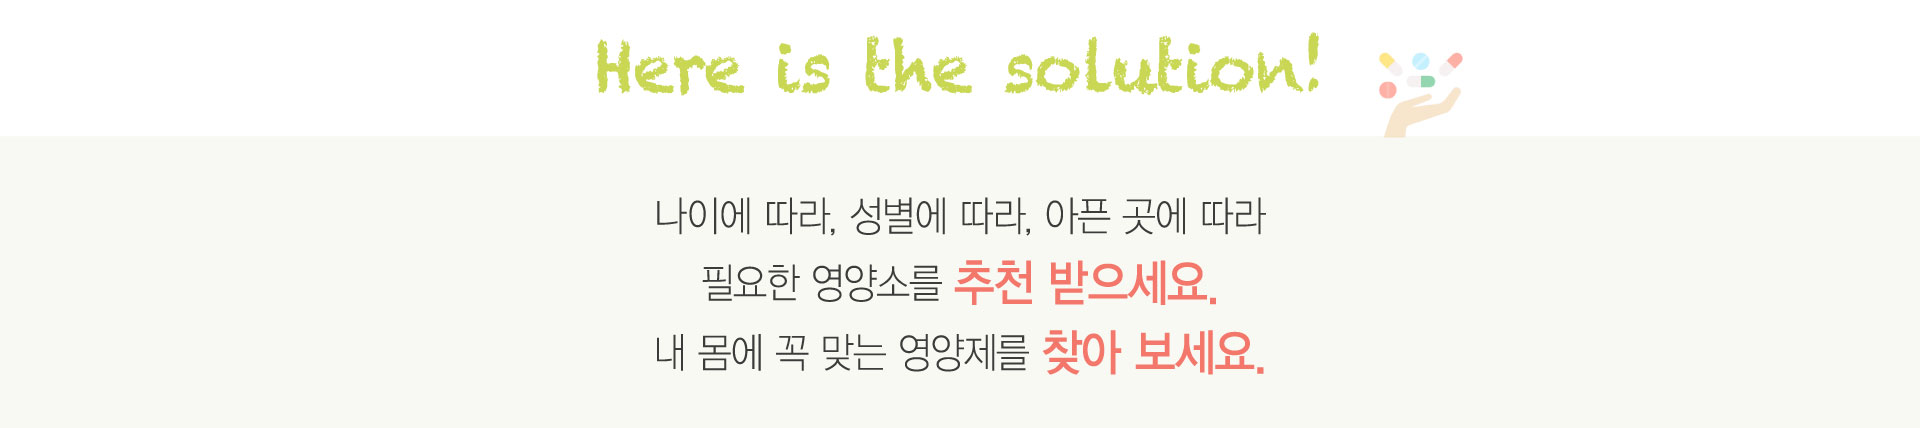 Here is the solution!
나이에 따라, 성별에 따라, 아픈 곳에 따라
필요한 영양소를 추천 받으세요.
내 몸에 꼭 맞는 영양제를 찾아 보세요.